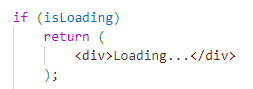 if (isLoading)
    return (
        <div>Loading...</div>
    );